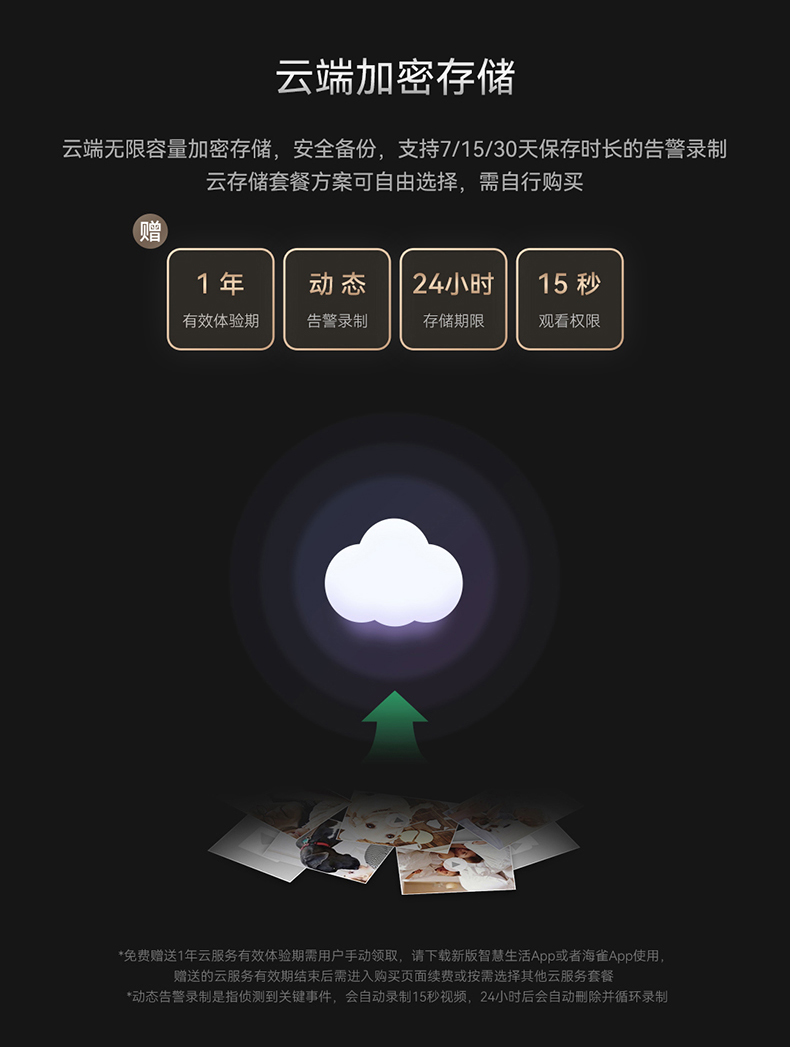 云端加密存储
云端无限容量加密存储，安全备份，支持7/15/30天保存时长的告警录制
云存储套餐方案可自由选择，需自行购买
赠
1 年
有效体验期
动 态
告警录制
24小时
存储期限
15 秒
观看权限
*免费赠送1年云服务有效体验期需用户手动领取，请下载新版智慧生活App或者海雀App使用，
赠送的云服务有效期结束后需进入购买页面续费或按需选择其他云服务套餐
*动态告警录制是指侦测到关键事件，会自动录制15秒视频，24小时后会自动删除并循环录制